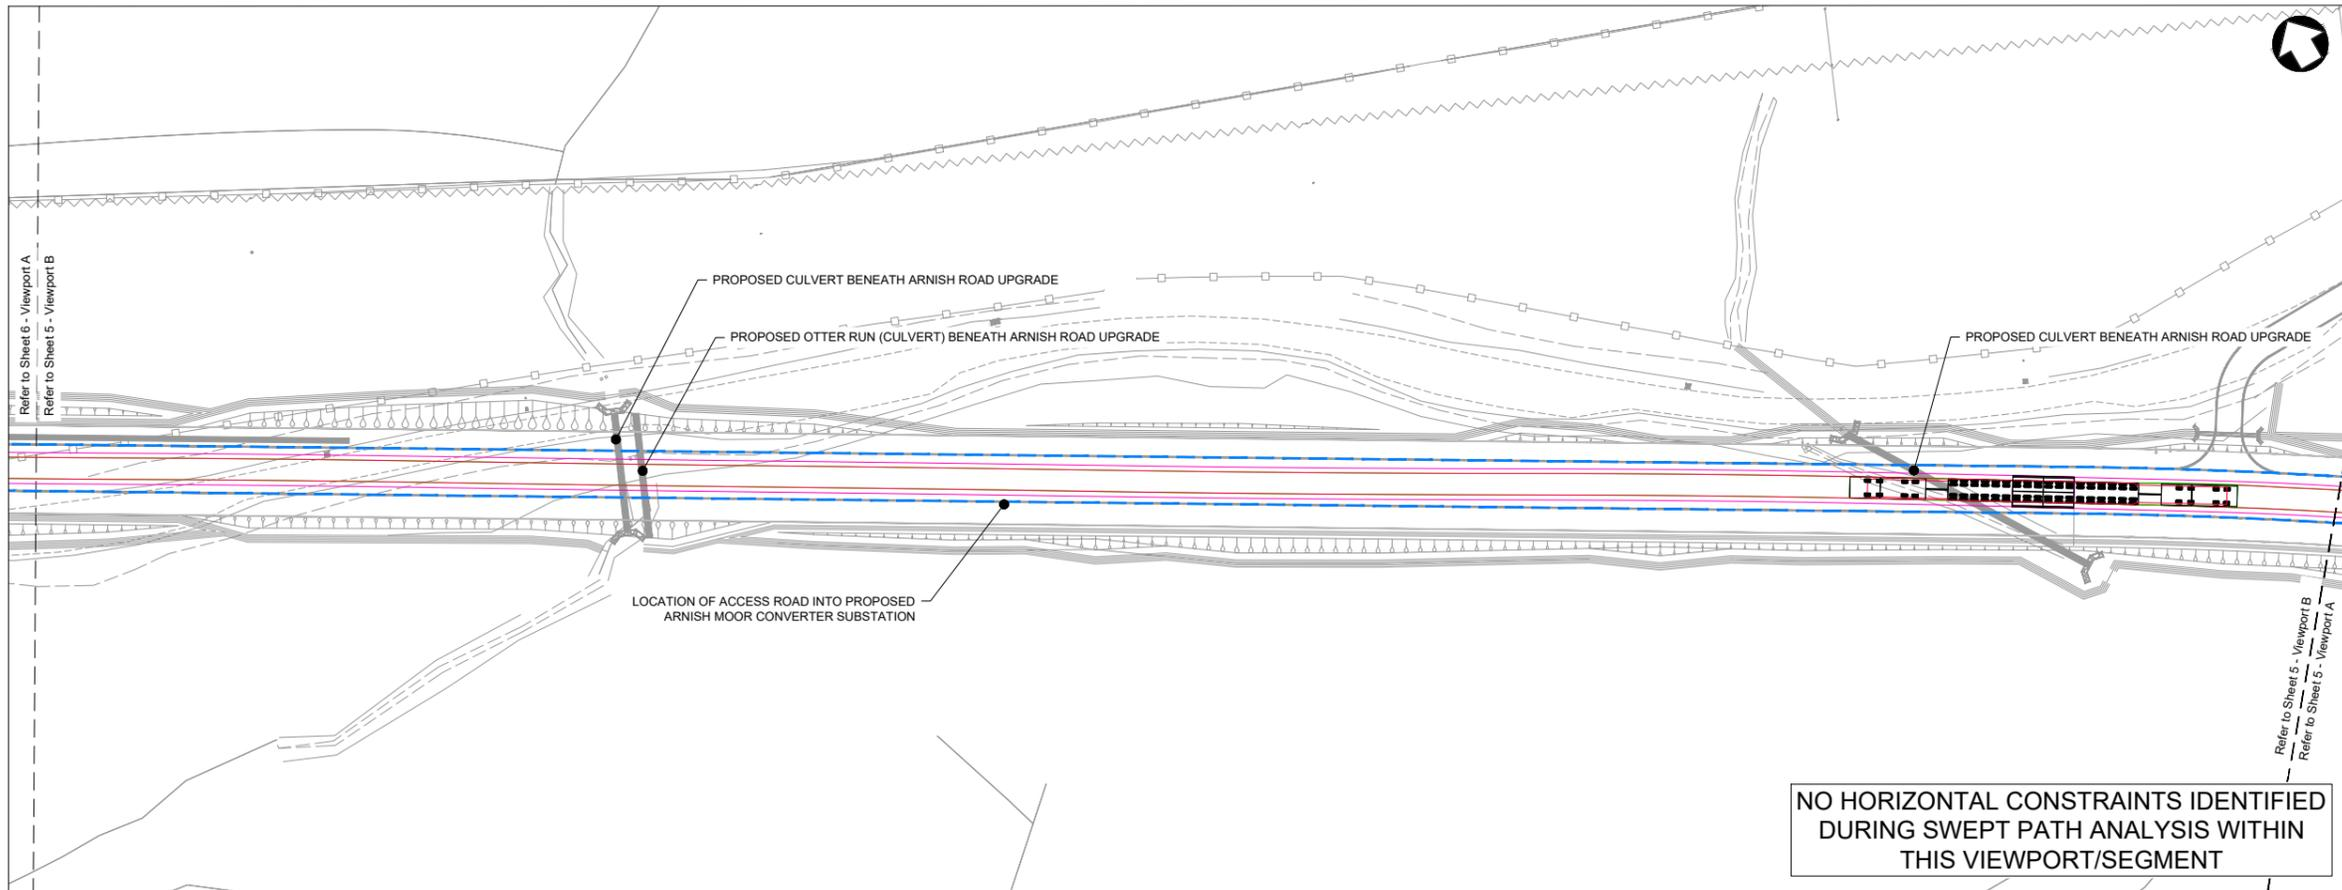 Refer to Sheet 6 - Viewport A
Refer to Sheet 5 - Viewport B
PROPOSED CULVERT BENEATH ARNISH ROAD UPGRADE
PROPOSED OTTER RUN (CULVERT) BENEATH ARNISH ROAD UPGRADE
PROPOSED CULVERT BENEATH ARNISH ROAD UPGRADE
LOCATION OF ACCESS ROAD INTO PROPOSED
ARNISH MOOR CONVERTER SUBSTATION
Refer to Sheet 5 - Viewport B
Refer to Sheet 5 - Viewport A
NO HORIZONTAL CONSTRAINTS IDENTIFIED
DURING SWEPT PATH ANALYSIS WITHIN
THIS VIEWPORT/SEGMENT